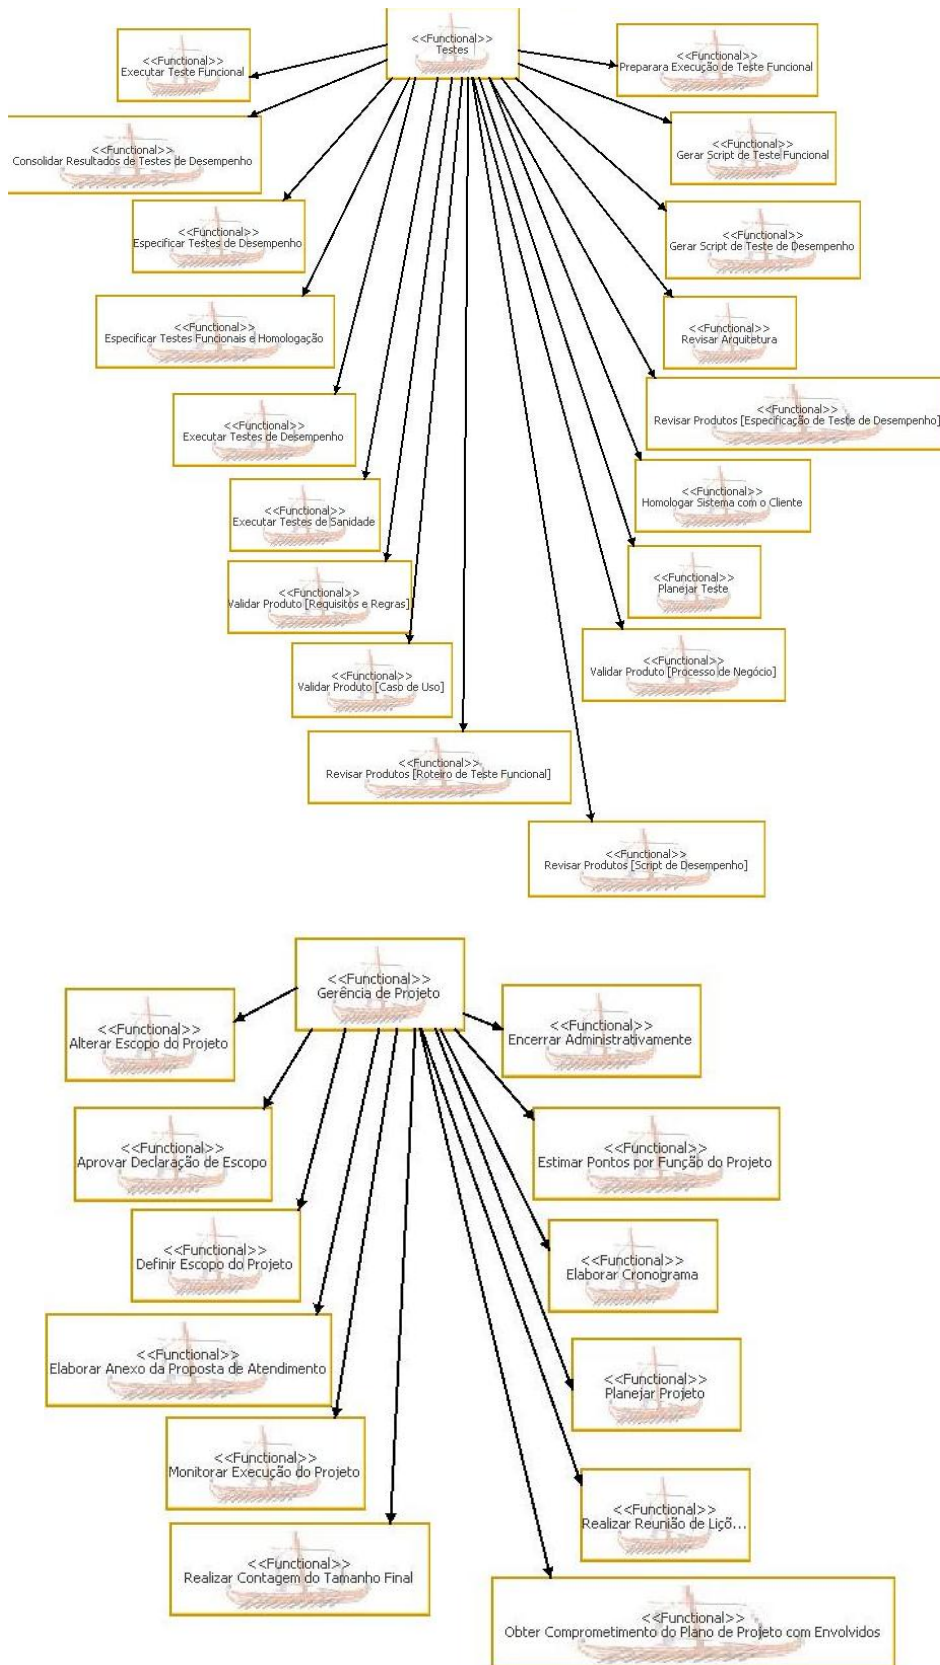 <<Functional>>
Testes
<<Functional>>
Executar Teste Funcional
<<Functional>>
Preparara Execução de Teste Funcional
<<Functional>>
Consolidar Resultados de Testes de Desempenho
<<Functional>>
Gerar Script de Teste Funcional
<<Functional>>
Especificar Testes de Desempenho
<<Functional>>
Gerar Script de Teste de Desempenho
<<Functional>>
Especificar Testes Funcionais e Homologação
<<Functional>>
Revisar Arquitetura
<<Functional>>
Executar Testes de Desempenho
<<Functional>>
Revisar Produtos [Especificação de Teste de Desempenho]
<<Functional>>
Executar Testes de Sanidade
<<Functional>>
Homologar Sistema com o Cliente
<<Functional>>
Validar Produto [Requisitos e Regras]
<<Functional>>
Planejar Teste
<<Functional>>
Validar Produto [Caso de Uso]
<<Functional>>
Validar Produto [Processo de Negócio]
<<Functional>>
Revisar Produtos [Roteiro de Teste Funcional]
<<Functional>>
Revisar Produtos [Script de Desempenho]
<<Functional>>
Gerência de Projeto
<<Functional>>
Alterar Escopo do Projeto
<<Functional>>
Encerrar Administrativamente
<<Functional>>
Aprovar Declaração de Escopo
<<Functional>>
Estimar Pontos por Função do Projeto
<<Functional>>
Definir Escopo do Projeto
<<Functional>>
Elaborar Cronograma
<<Functional>>
Elaborar Anexo da Proposta de Atendimento
<<Functional>>
Planejar Projeto
<<Functional>>
Monitorar Execução do Projeto
<<Functional>>
Realizar Reunião de Liçõ...
<<Functional>>
Realizar Contagem do Tamanho Final
<<Functional>>
Obter Comprometimento do Plano de Projeto com Envolvidos